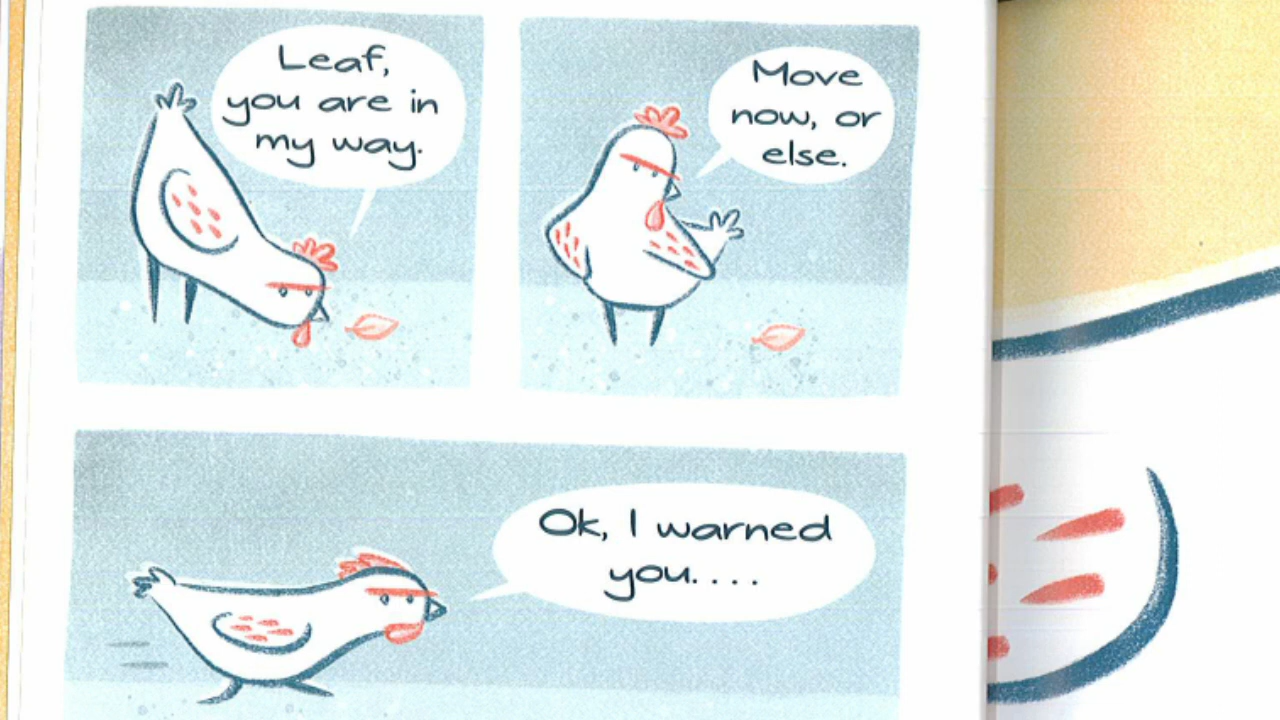 Leaf,
you are in
my way.
Move
now, or
else.
Ok, I warned
you....